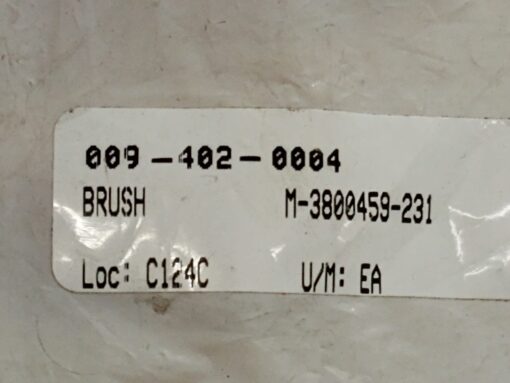 009-402-0004
BRUSH M-3800459-231
Loc: C124C U/M: EA